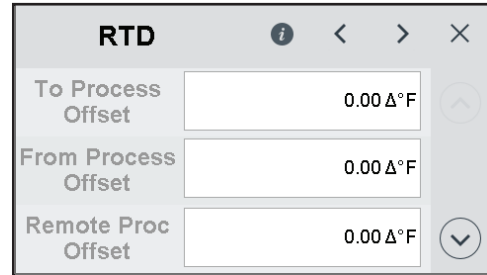 RTD
To Process
Offset
0.00 Δ°F
From Process
Offset
0.00 Δ°F
Remote Proc
Offset
0.00 Δ°F